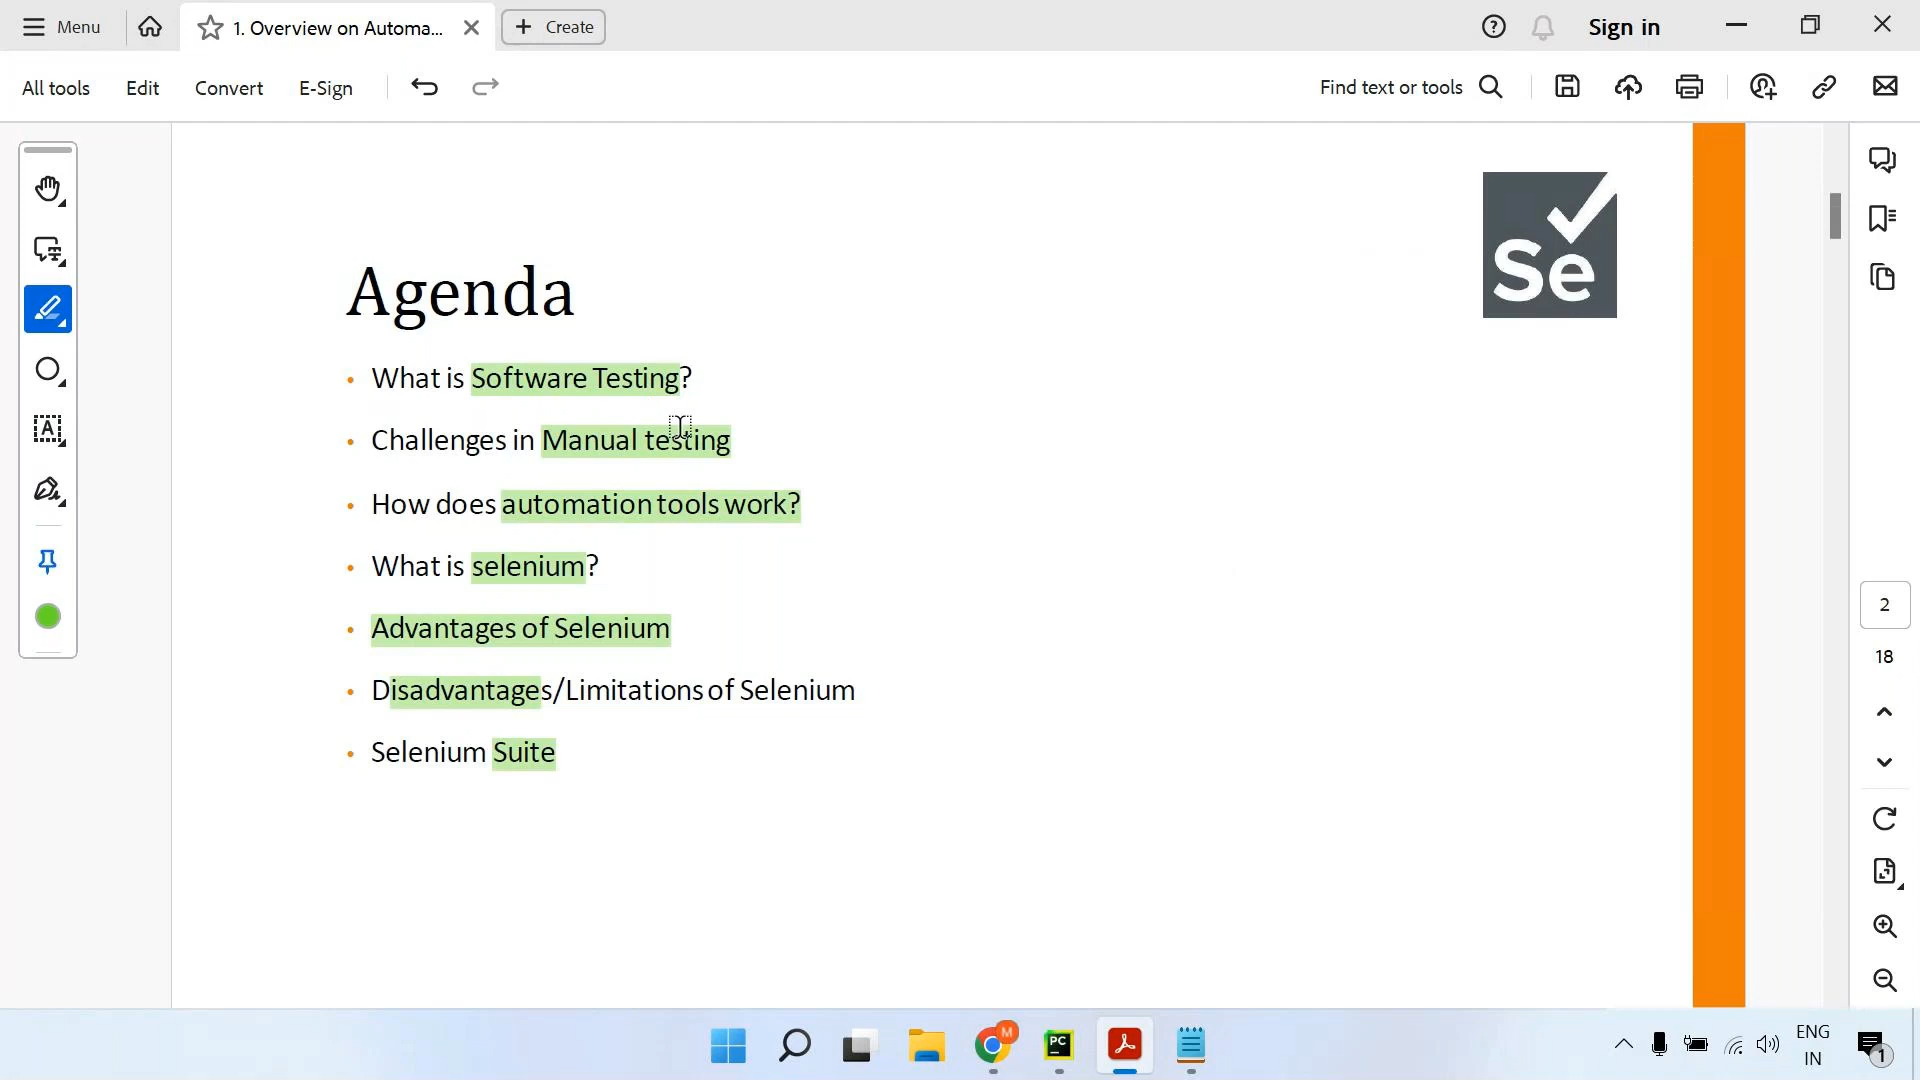 Menu
1. Overview on Automa...
Create
Sign in
All tools
Edit
Convert
E-Sign
Find text or tools
Se
Agenda
• What is Software Testing?
• Challenges in Manual testing
• How does automation tools work?
• What is selenium?
• Advantages of Selenium
• Disadvantages/Limitations of Selenium
• Selenium Suite
A
2
18
M
PC
ENG
IN
1